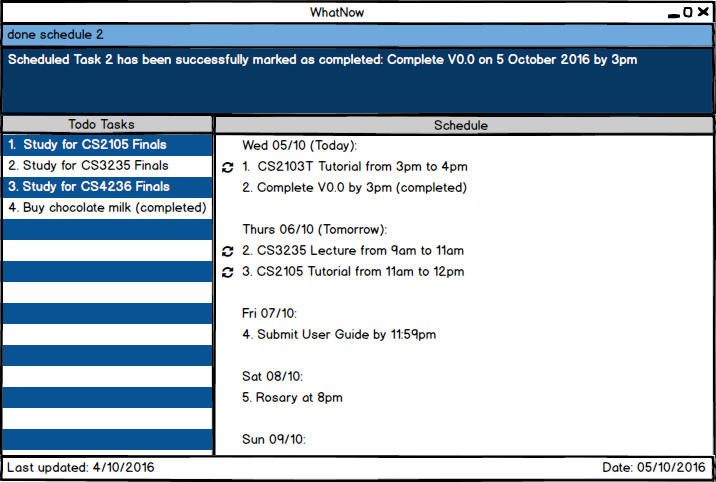 WhatNow
done schedule 2
Scheduled Task 2 has been successfully marked as completed: Complete V0.0 on 5 October 2016 by 3pm
Todo Tasks
1. Study for CS2105 Finals
2. Study for CS3235 Finals
3. Study for CS4236 Finals
4. Buy chocolate milk (completed)
Schedule
Wed 05/10 (Today):
1. CS2103T Tutorial from 3pm to 4pm
2. Complete V0.0 by 3pm (completed)
Thurs 06/10 (Tomorrow):
2. CS3235 Lecture from 9am to 11am
3. CS2105 Tutorial from 11am to 12pm
Fri 07/10:
4. Submit User Guide by 11:59pm
Sat 08/10:
5. Rosary at 8pm
Sun 09/10:
Last updated: 4/10/2016
Date: 05/10/2016